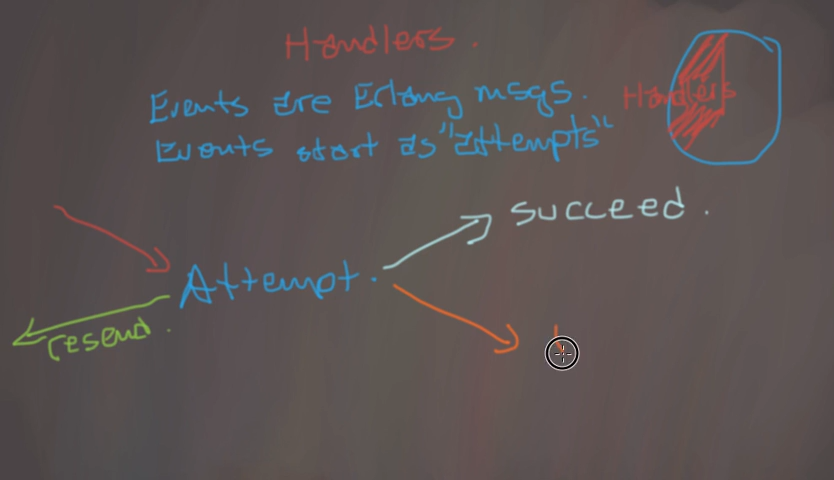 Handlers.
Handlers
Events are Erlang msgs.
Events start as "attempts"
succeed.
Attempt.
resend.